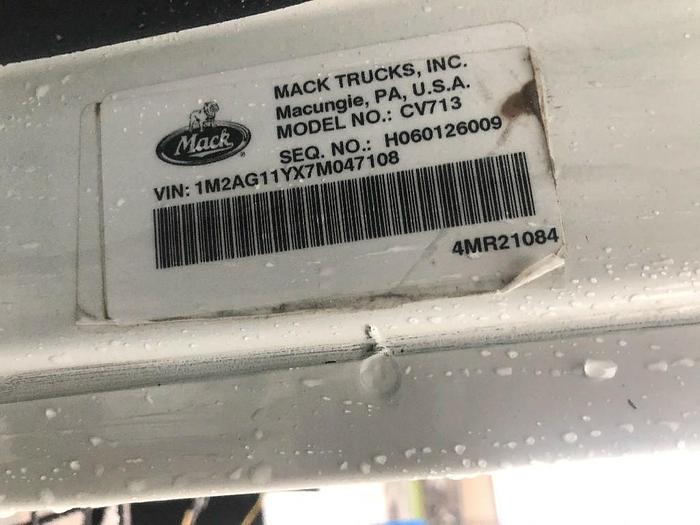 MACK TRUCKS, INC.
Macungie, PA, U.S.A.
MODEL NO.: CV713
Mack
SEQ. NO.: H060126009
VIN: 1M2AG11YX7M047108
4MR21084